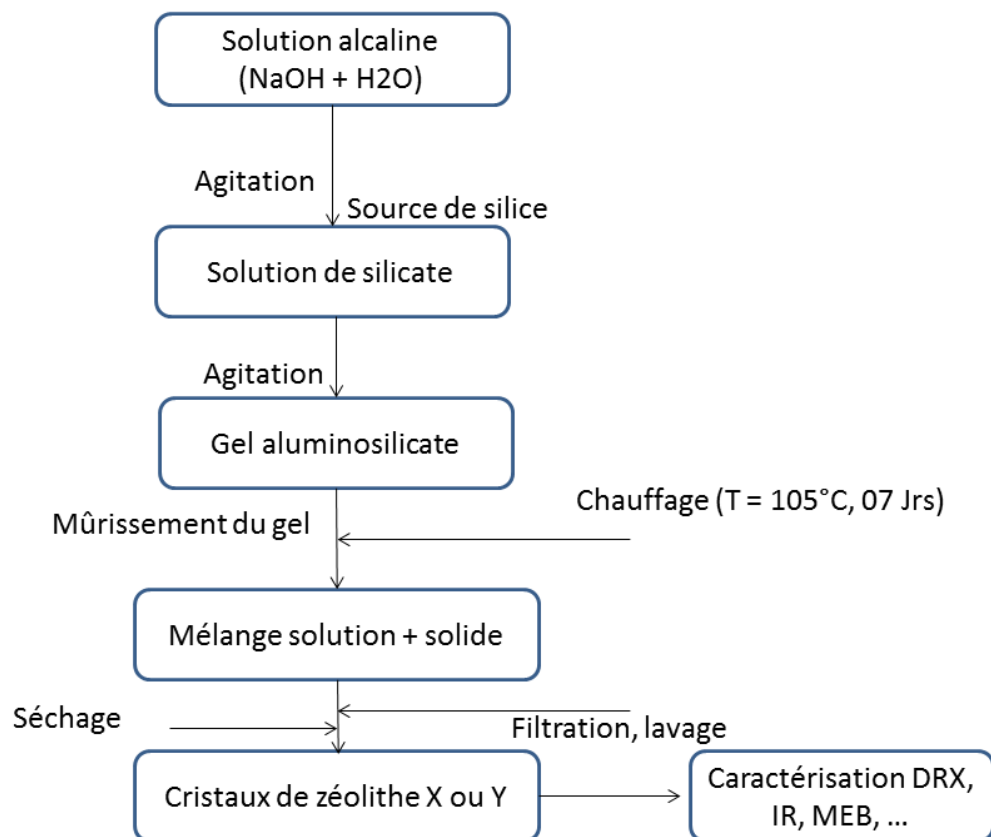 Solution alcaline
(NaOH + H2O)
Agitation
Source de silice
Solution de silicate
Agitation
Gel aluminosilicate
Chauffage (T = 105°C, 07 Jrs)
Mûrissement du gel
Mélange solution + solide
Séchage
Filtration, lavage
Cristaux de zéolithe X ou Y
Caractérisation DRX,
IR, MEB, ...